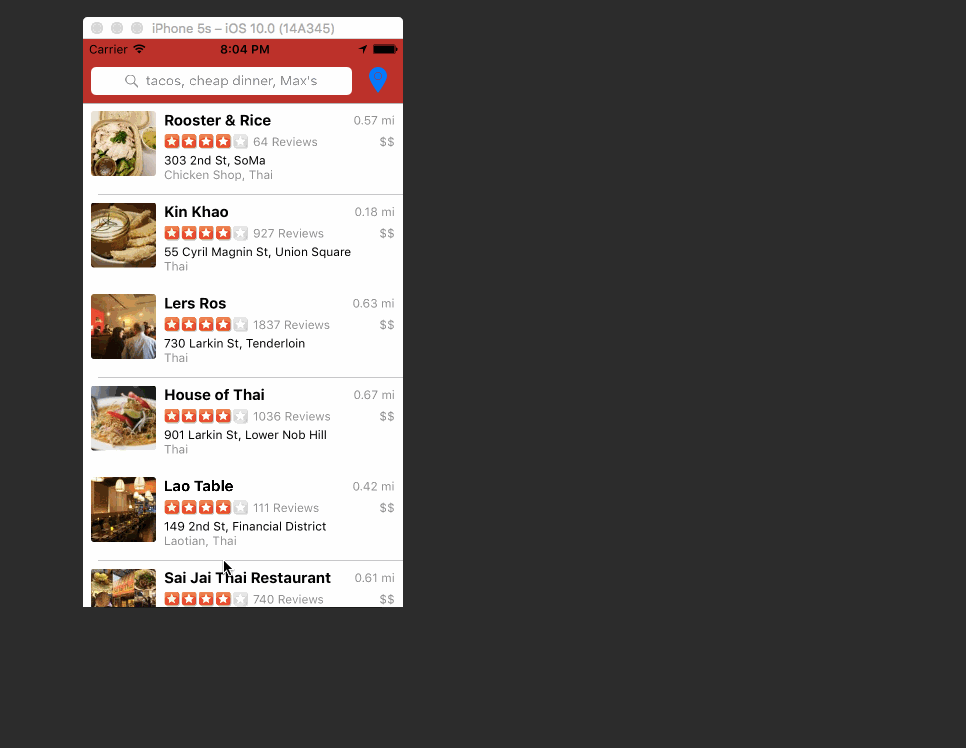 iPhone 5s – iOS 10.0 (14A345)
Carrier 8:04 PM
tacos, cheap dinner, Max's
Rooster & Rice 0.57 mi
64 Reviews $$
303 2nd St, SoMa
Chicken Shop, Thai
Kin Khao 0.18 mi
927 Reviews $$
55 Cyril Magnin St, Union Square
Thai
Lers Ros 0.63 mi
1837 Reviews $$
730 Larkin St, Tenderloin
Thai
House of Thai 0.67 mi
1036 Reviews $$
901 Larkin St, Lower Nob Hill
Thai
Lao Table 0.42 mi
111 Reviews $$
149 2nd St, Financial District
Laotian, Thai
Sai Jai Thai Restaurant 0.61 mi
740 Reviews $$